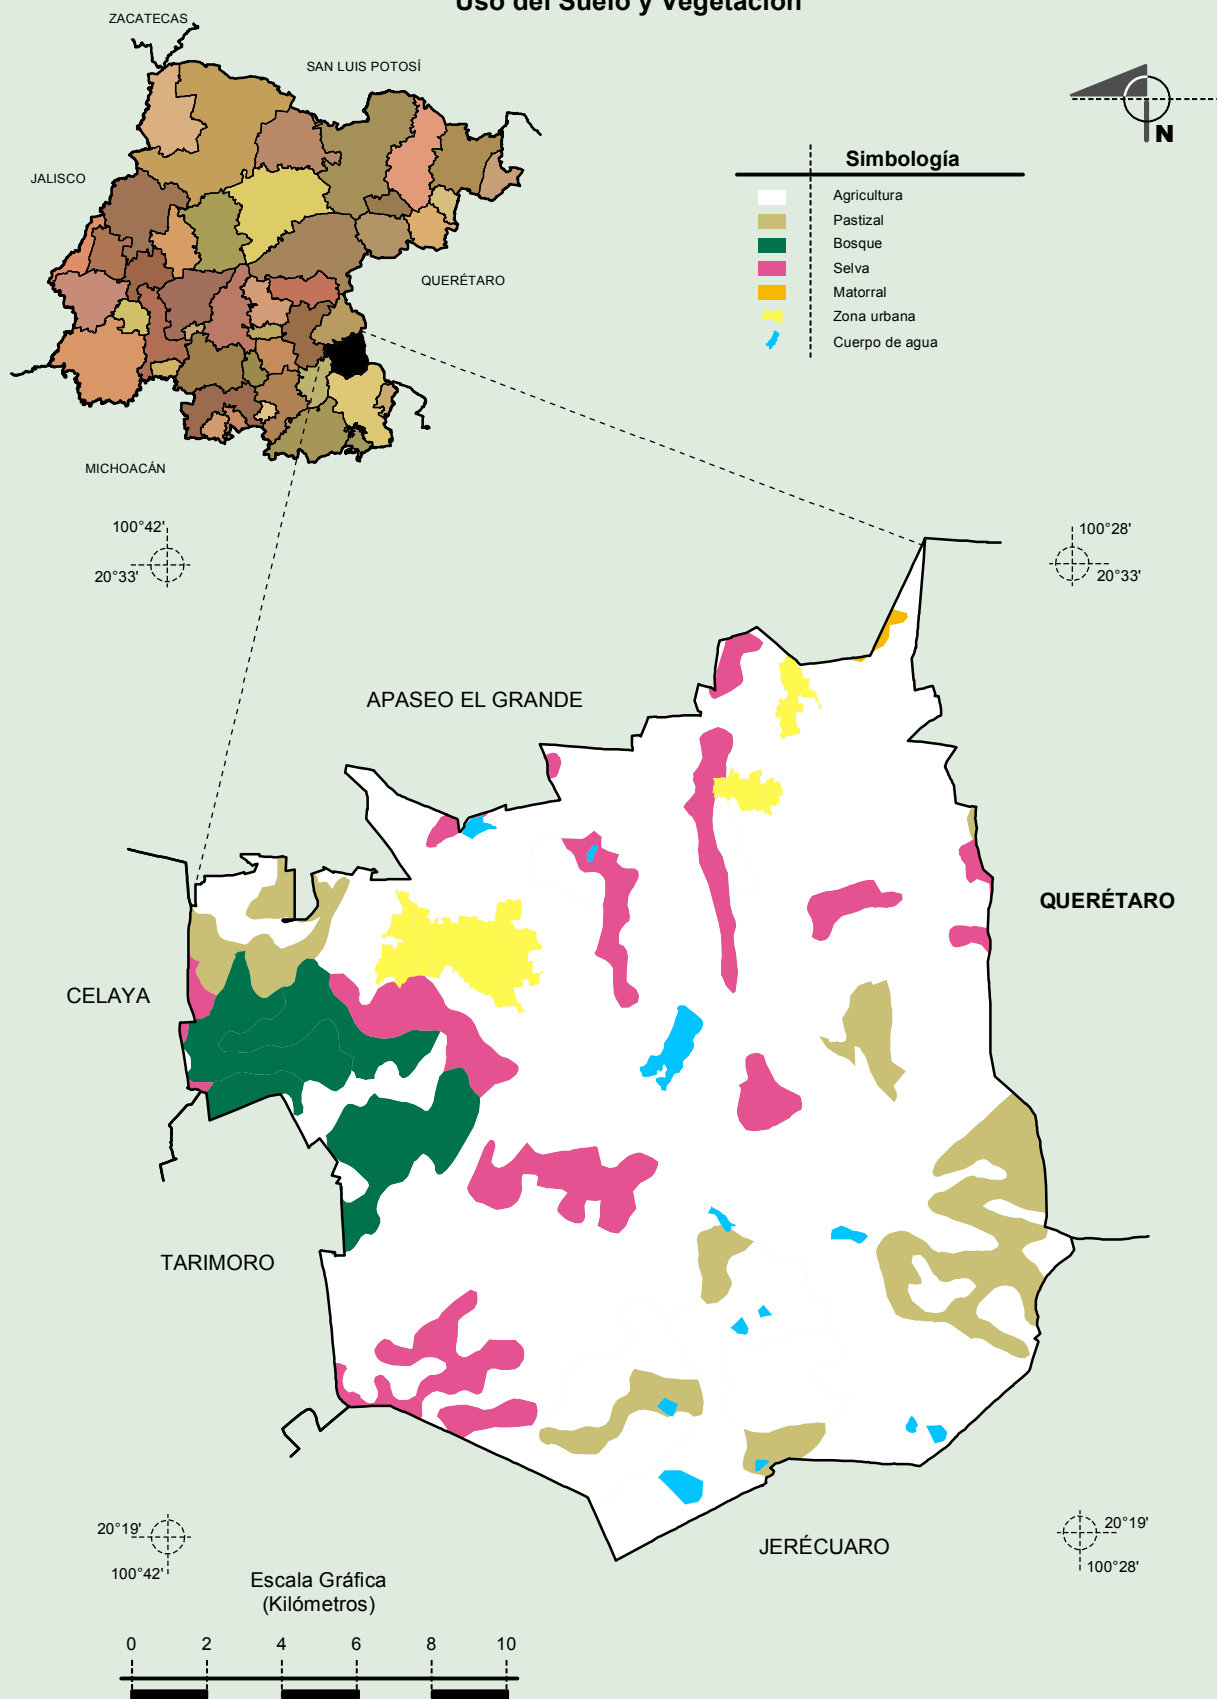 Uso del Suelo y Vegetación
ZACATECAS
SAN LUIS POTOSÍ
JALISCO
QUERÉTARO
MICHOACÁN
N
Simbología
Agricultura
Pastizal
Bosque
Selva
Matorral
Zona urbana
Cuerpo de agua
100°42'
20°33'
100°28'
20°33'
APASEO EL GRANDE
QUERÉTARO
CELAYA
TARIMORO
JERÉCUARO
20°19'
100°42'
20°19'
100°28'
Escala Gráfica
(Kilómetros)
0 2 4 6 8 10